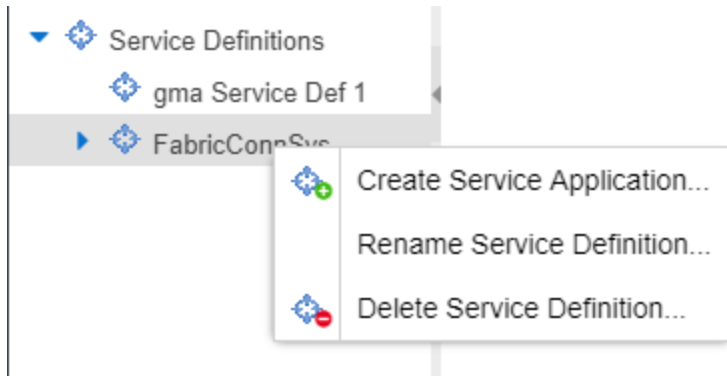 Service Definitions
gma Service Def 1
FabricConnSys
Create Service Application...
Rename Service Definition...
Delete Service Definition...